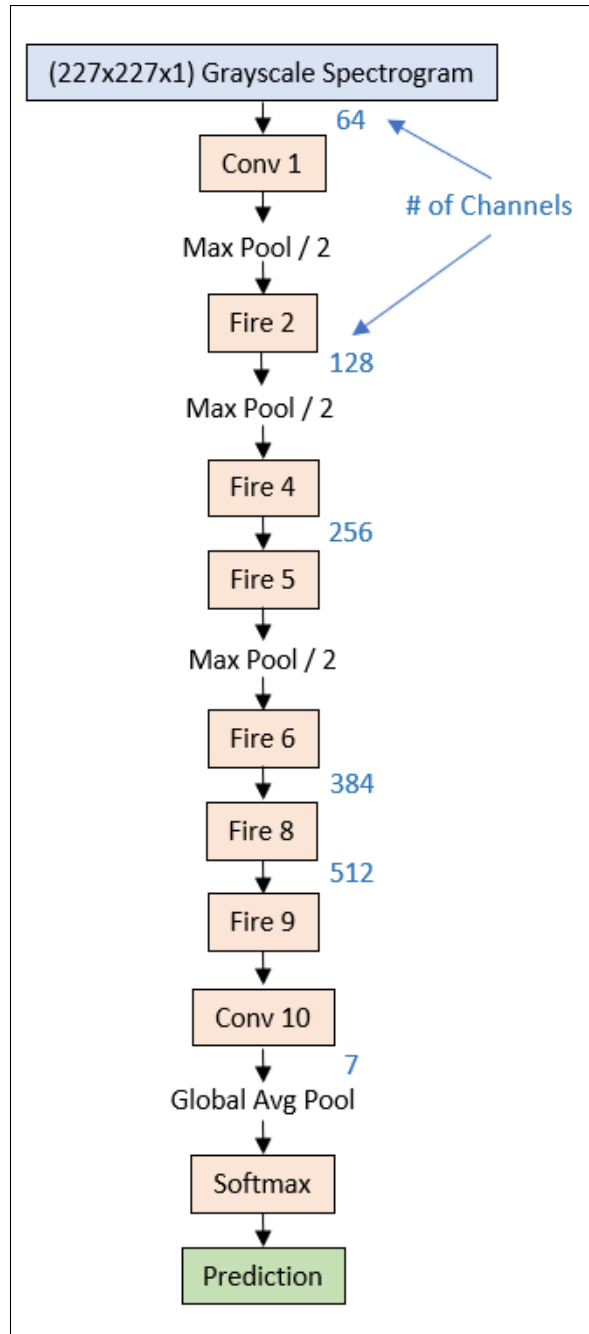 (227x227x1) Grayscale Spectrogram
64
Conv 1
# of Channels
Max Pool / 2
Fire 2
128
Max Pool / 2
Fire 4
256
Fire 5
Max Pool / 2
Fire 6
384
Fire 8
512
Fire 9
Conv 10
7
Global Avg Pool
Softmax
Prediction